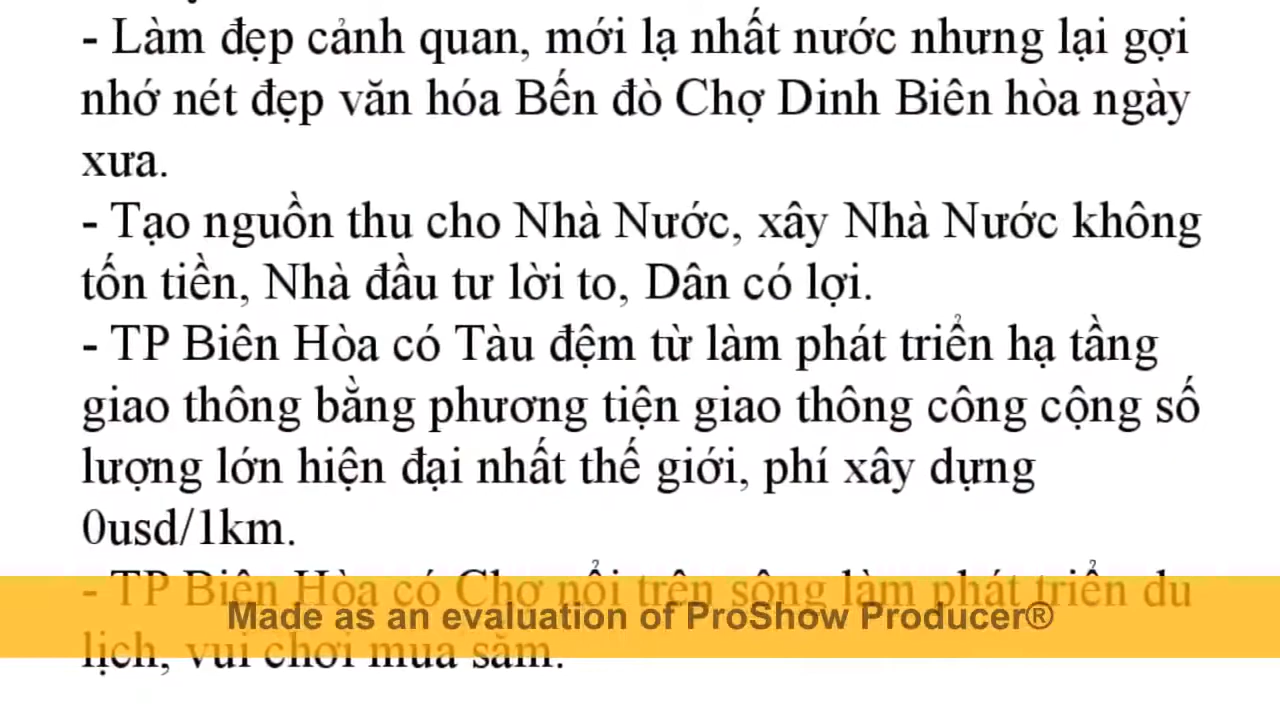 - Làm đẹp cảnh quan, mới lạ nhất nước nhưng lại gợi
nhớ nét đẹp văn hóa Bến đò Chợ Dinh Biên hòa ngày
xưa.
- Tạo nguồn thu cho Nhà Nước, xây Nhà Nước không
tốn tiền, Nhà đầu tư lời to, Dân có lợi.
- TP Biên Hòa có Tàu đệm từ làm phát triển hạ tầng
giao thông bằng phương tiện giao thông công cộng số
lượng lớn hiện đại nhất thế giới, phí xây dựng
0usd/1km.
- TP Biên Hòa có Chợ nổi trên sông làm phát triển du
Made as an evaluation of ProShow Producer®
lịch, vui chơi mua sắm.